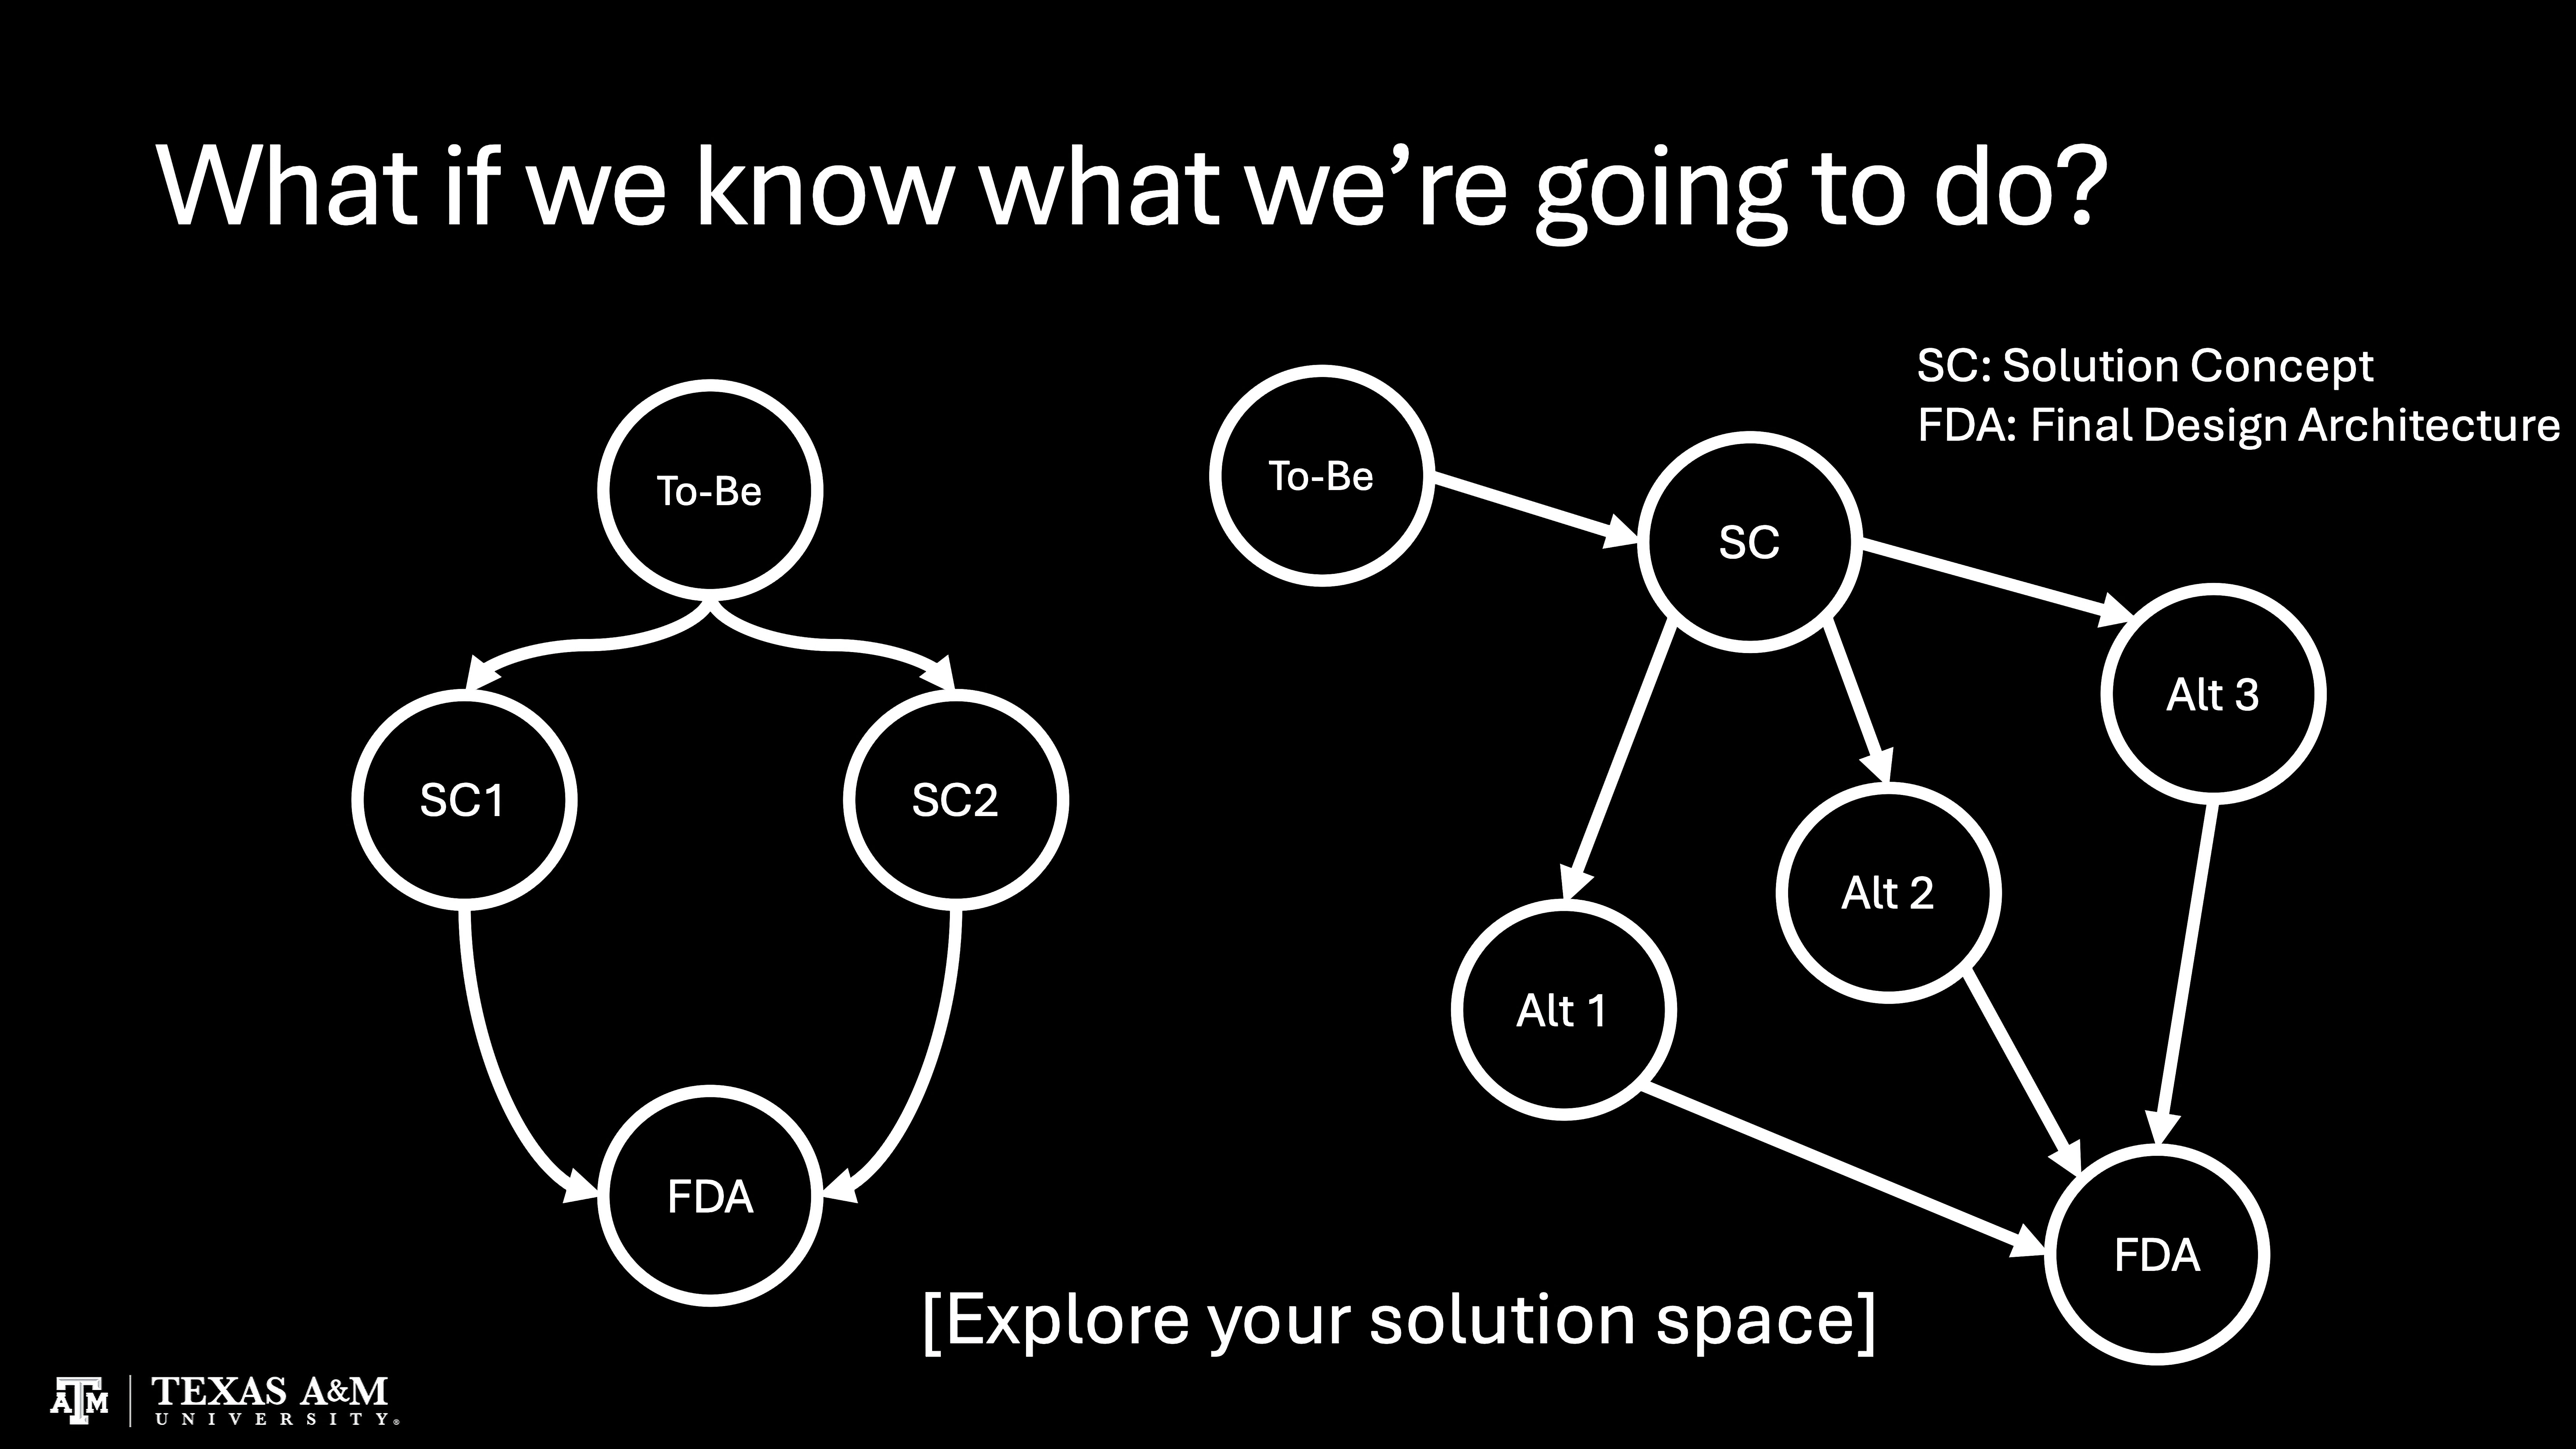 What if we know what we’re going to do?
SC: Solution Concept
FDA: Final Design Architecture
To-Be
SC1
SC2
FDA
To-Be
SC
Alt 3
Alt 2
Alt 1
FDA
[Explore your solution space]
ATM
TEXAS A&M
UNIVERSITY®